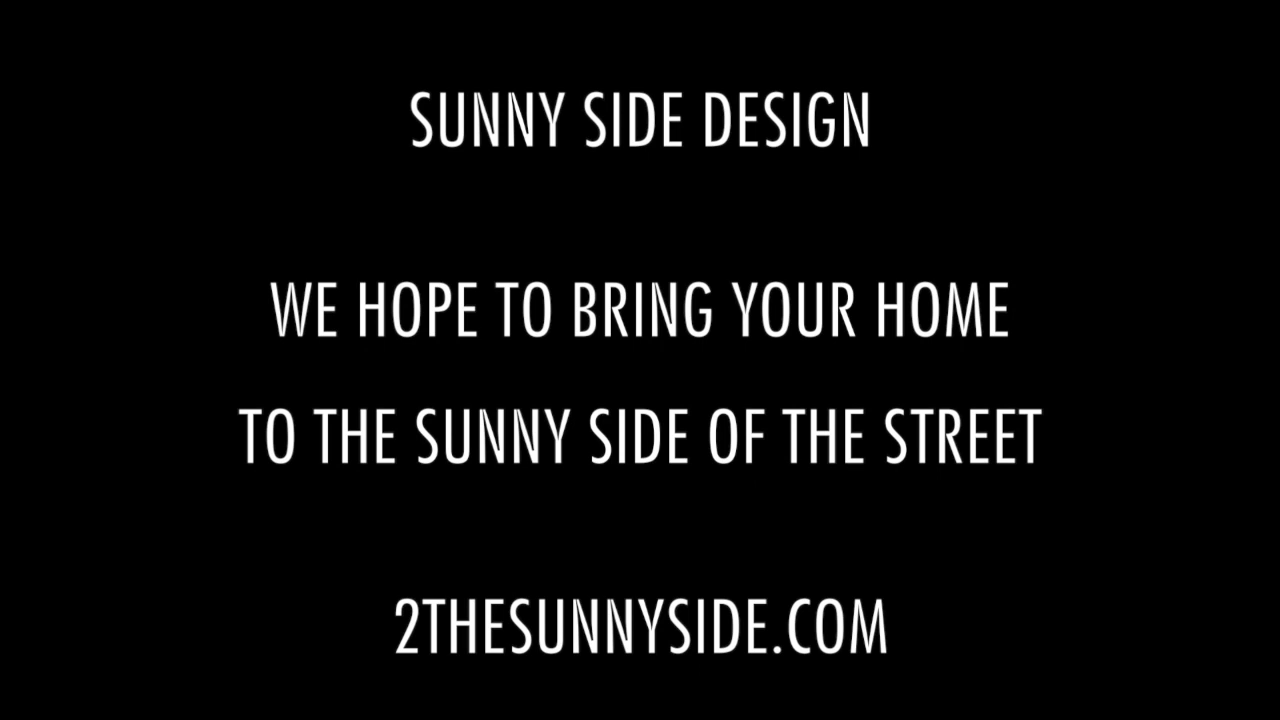 SUNNY SIDE DESIGN
WE HOPE TO BRING YOUR HOME
TO THE SUNNY SIDE OF THE STREET
2THESUNNYSIDE.COM